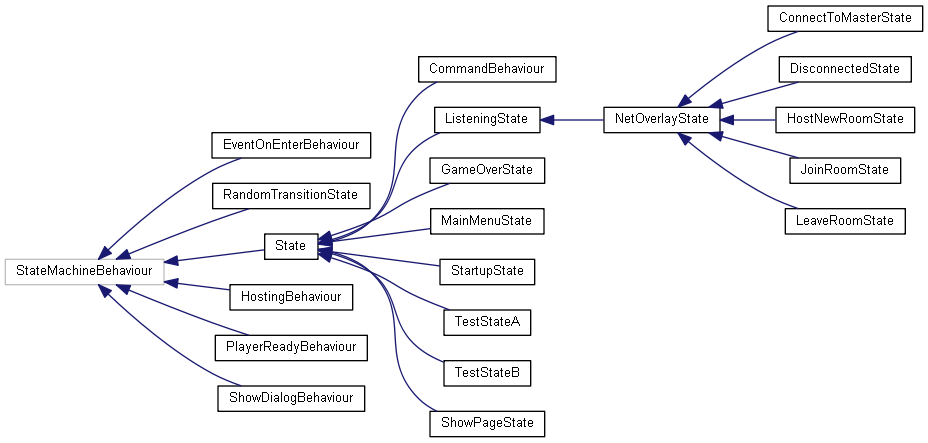 ConnectToMasterState
CommandBehaviour
DisconnectedState
ListeningState
NetOverlayState
HostNewRoomState
EventOnEnterBehaviour
GameOverState
JoinRoomState
RandomTransitionState
MainMenuState
LeaveRoomState
State
StateMachineBehaviour
StartupState
HostingBehaviour
TestStateA
PlayerReadyBehaviour
TestStateB
ShowDialogBehaviour
ShowPageState